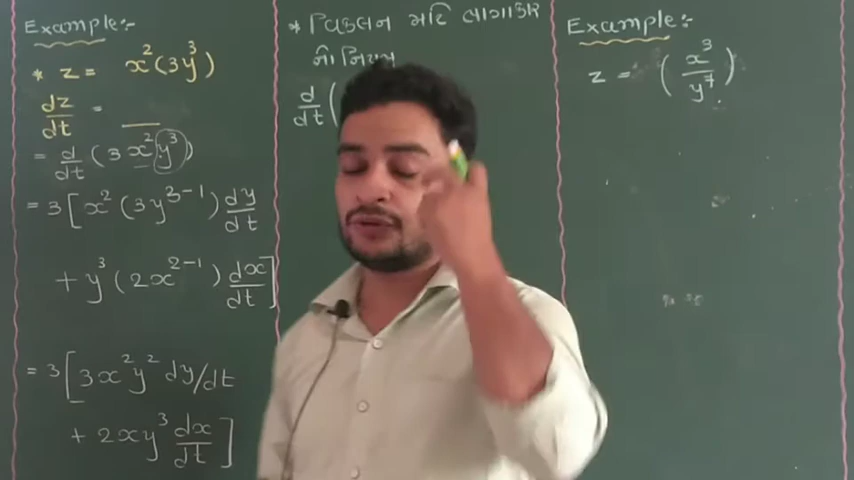 Example:-
* z = x²(3y³)
dz/dt = __
= d/dt (3x²y³)
= 3[x²(3y³⁻¹) dy/dt
+ y³(2x²⁻¹) dx/dt]
= 3[3x²y² dy/dt
+ 2xy³ dx/dt]
* વિકલન માટે ભાગાકાર
નો નિયમ
d/dt (
Example:-
z = (x³/y⁷)